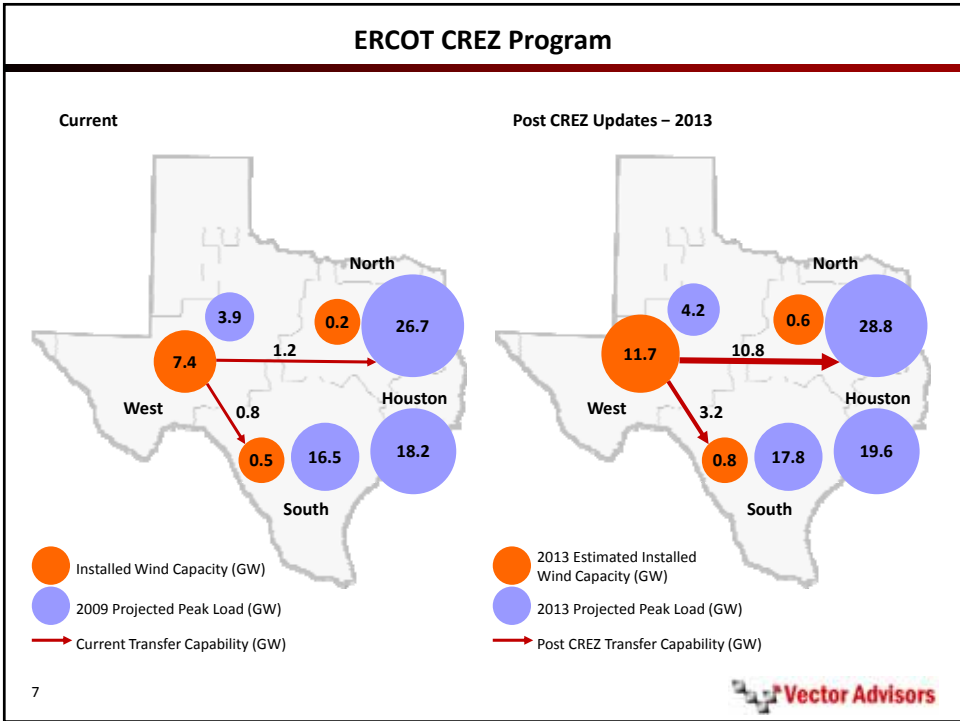 ERCOT CREZ Program
Current
North
3.9
0.2
26.7
7.4
1.2
Houston
West
0.8
0.5
16.5
18.2
South
Installed Wind Capacity (GW)
2009 Projected Peak Load (GW)
Current Transfer Capability (GW)
Post CREZ Updates – 2013
North
4.2
0.6
28.8
11.7
10.8
Houston
West
3.2
0.8
17.8
19.6
South
2013 Estimated Installed
Wind Capacity (GW)
2013 Projected Peak Load (GW)
Post CREZ Transfer Capability (GW)
7
Vector Advisors